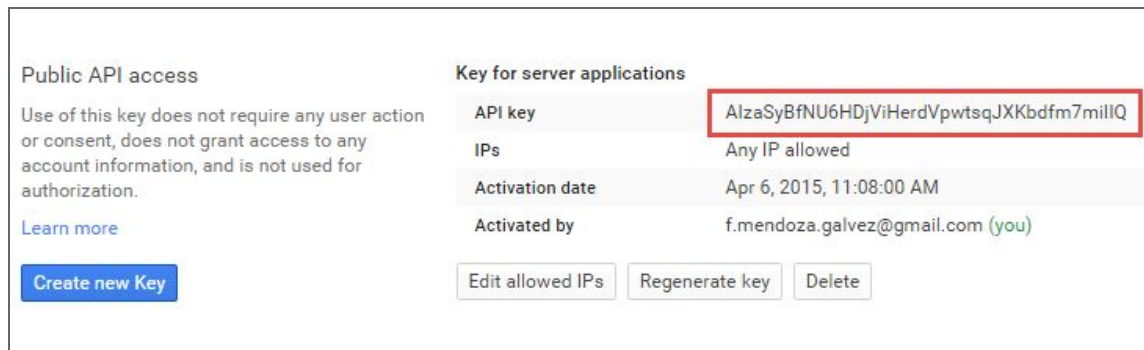 Public API access
Use of this key does not require any user action
or consent, does not grant access to any
account information, and is not used for
authorization.
Learn more
Create new Key
Key for server applications
API key
IPs Any IP allowed
Activation date Apr 6, 2015, 11:08:00 AM
Activated by f.mendoza.galvez@gmail.com (you)
Edit allowed IPs Regenerate key Delete